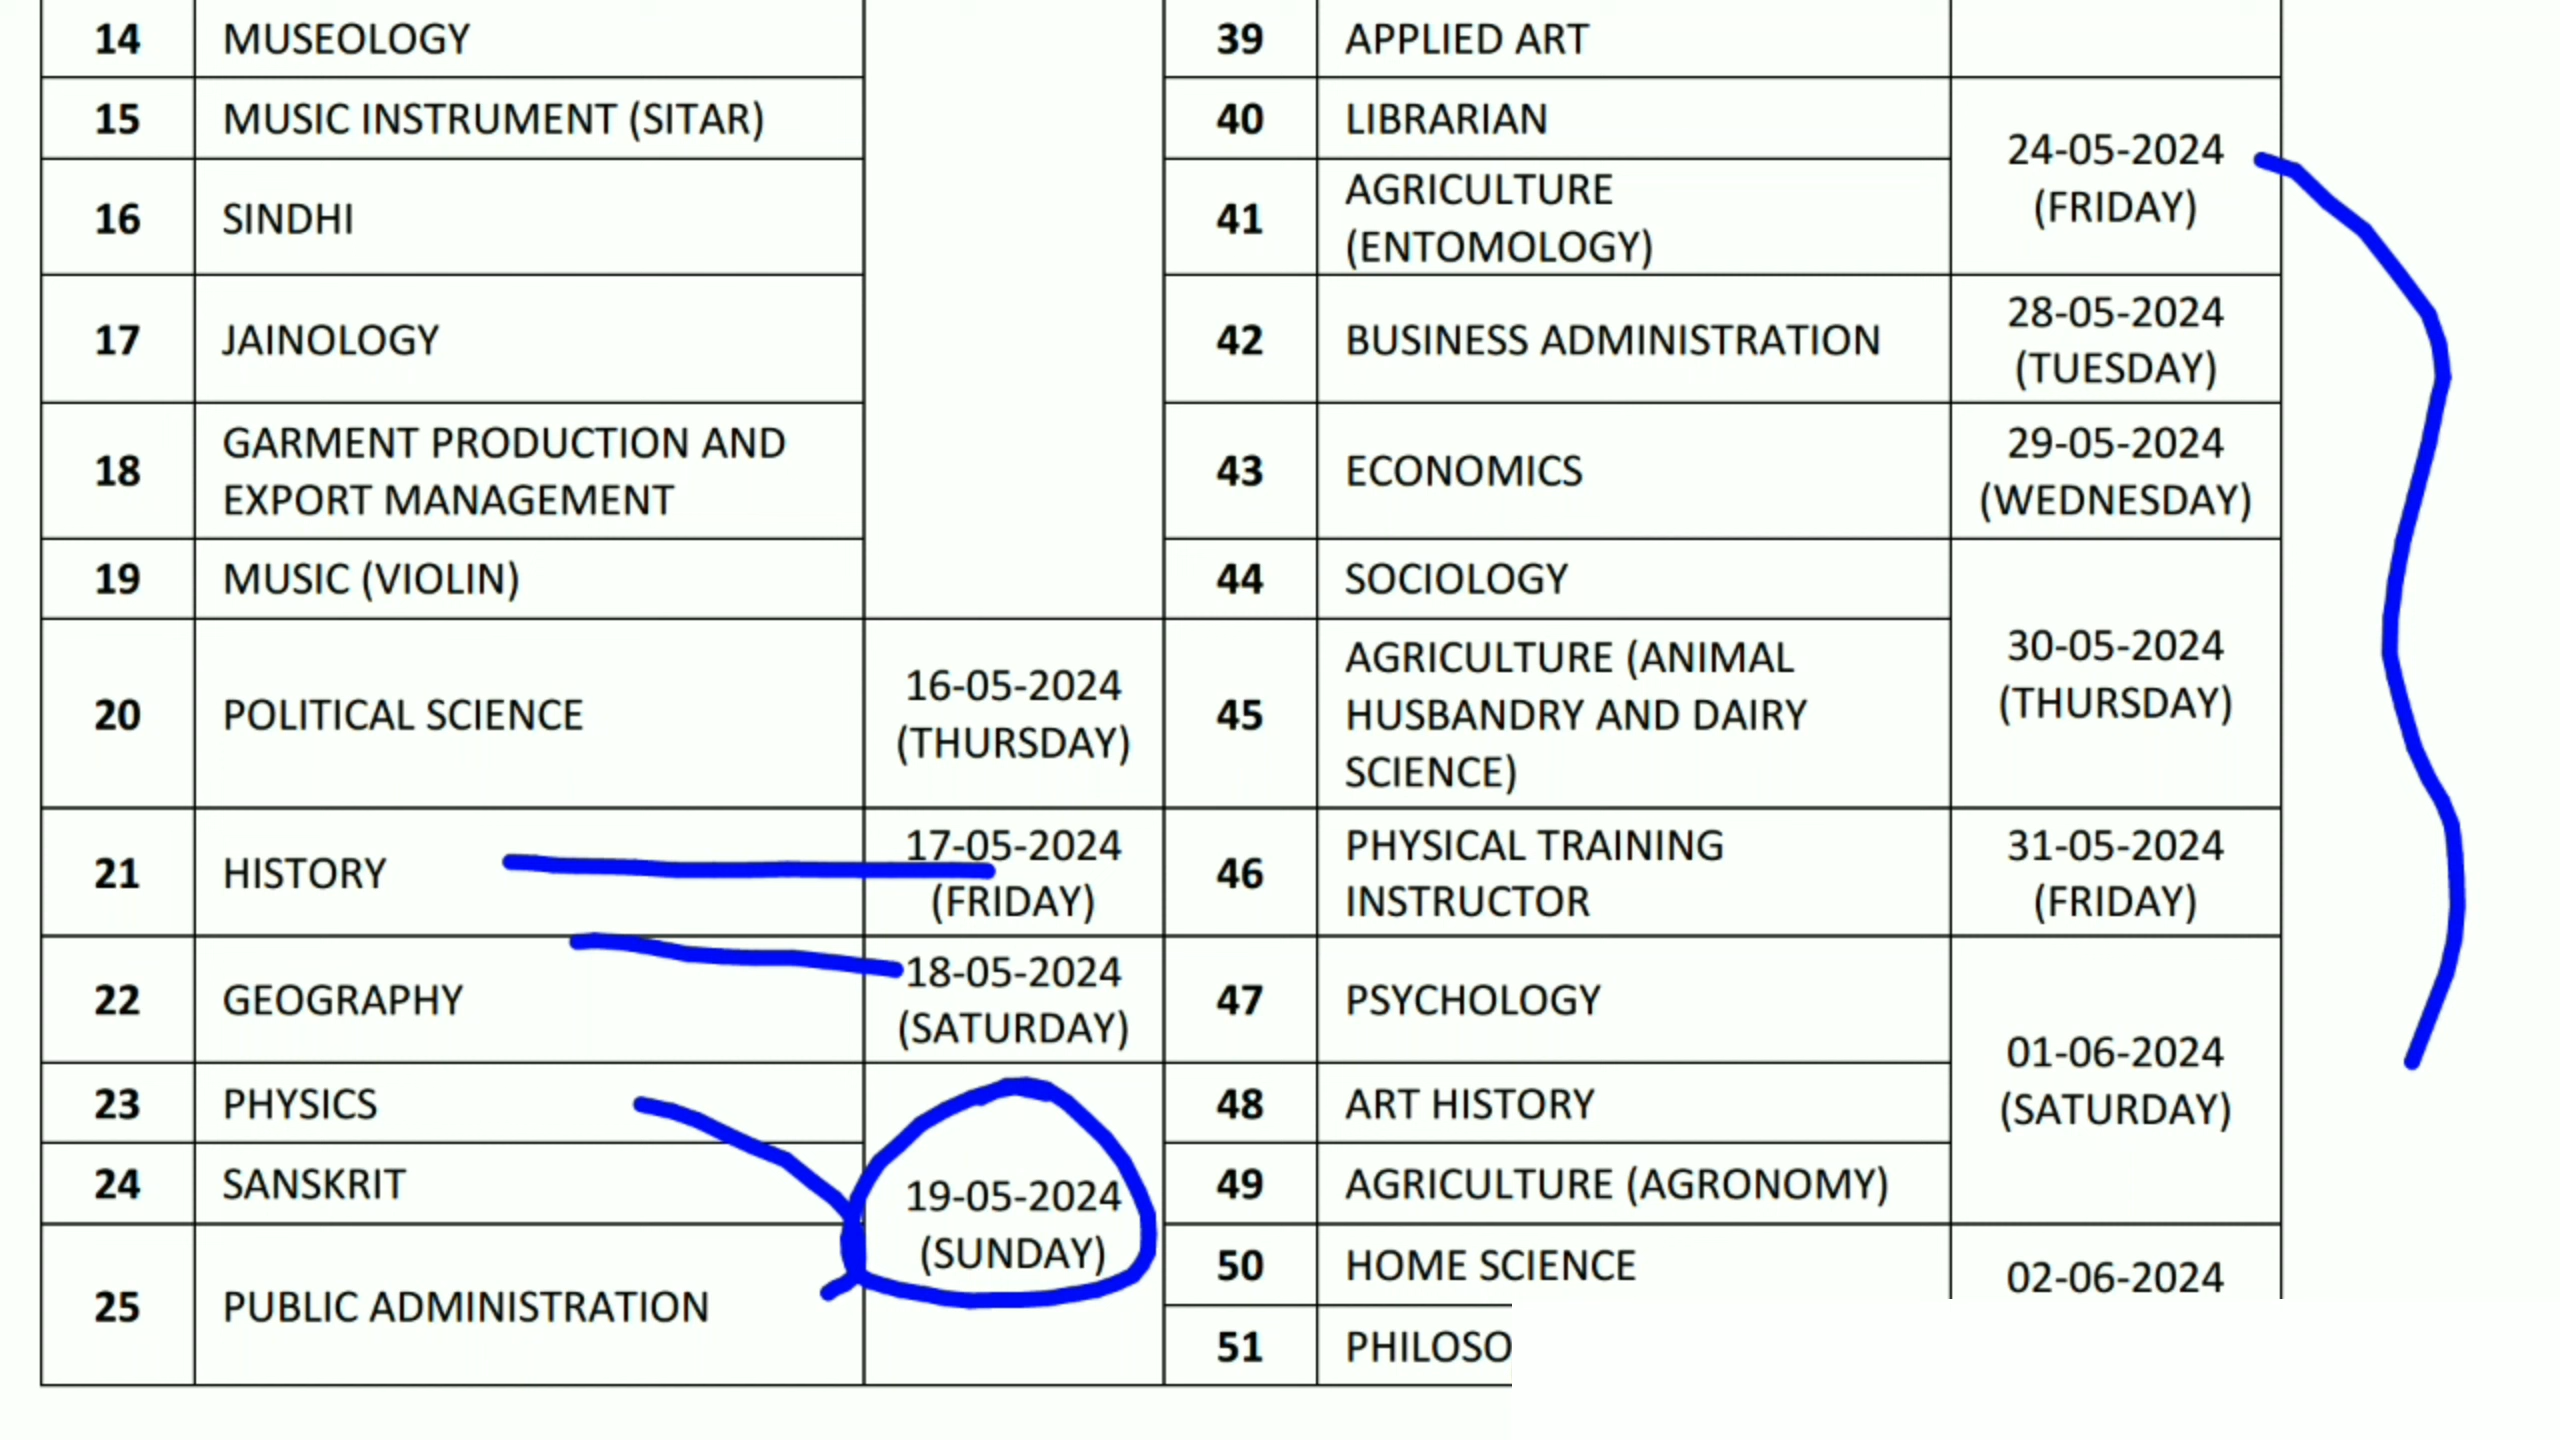 14 MUSEOLOGY
15 MUSIC INSTRUMENT (SITAR)
16 SINDHI
17 JAINOLOGY
18 GARMENT PRODUCTION AND
EXPORT MANAGEMENT
19 MUSIC (VIOLIN)
20 POLITICAL SCIENCE 16-05-2024
(THURSDAY)
21 HISTORY 17-05-2024
(FRIDAY)
22 GEOGRAPHY 18-05-2024
(SATURDAY)
23 PHYSICS
24 SANSKRIT 19-05-2024
(SUNDAY)
25 PUBLIC ADMINISTRATION
39 APPLIED ART
40 LIBRARIAN 24-05-2024
(FRIDAY)
41 AGRICULTURE
(ENTOMOLOGY)
42 BUSINESS ADMINISTRATION 28-05-2024
(TUESDAY)
43 ECONOMICS 29-05-2024
(WEDNESDAY)
44 SOCIOLOGY 30-05-2024
(THURSDAY)
45 AGRICULTURE (ANIMAL
HUSBANDRY AND DAIRY
SCIENCE)
46 PHYSICAL TRAINING
INSTRUCTOR 31-05-2024
(FRIDAY)
47 PSYCHOLOGY 01-06-2024
(SATURDAY)
48 ART HISTORY
49 AGRICULTURE (AGRONOMY)
50 HOME SCIENCE 02-06-2024
51 PHILOSO